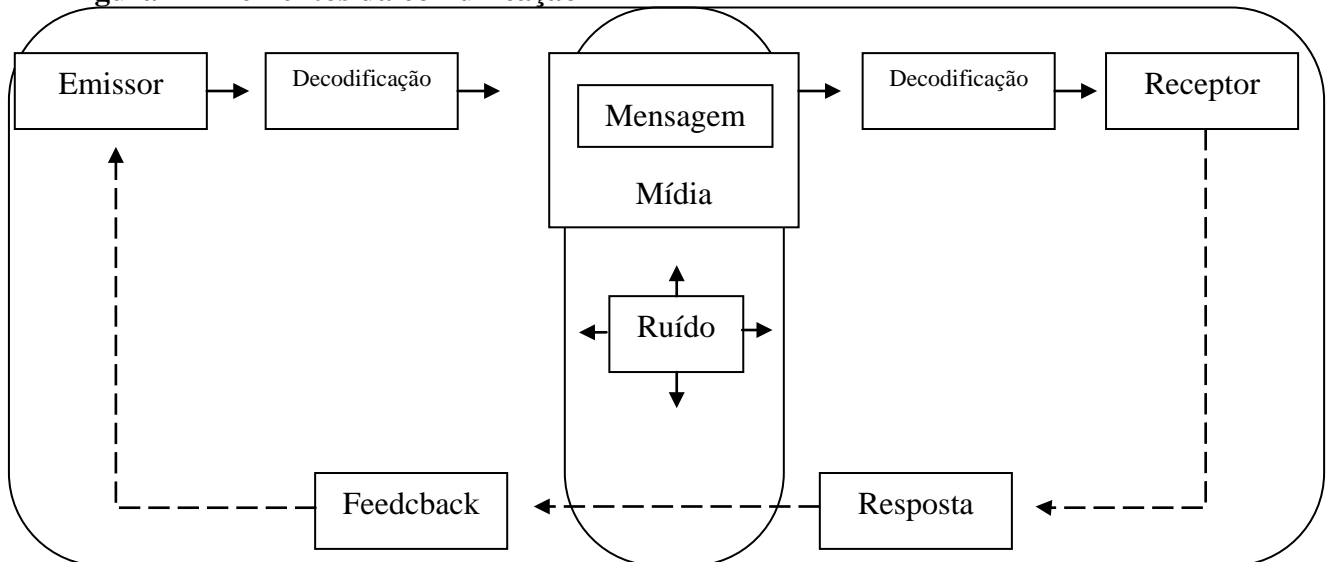 Emissor
Decodificação
Mensagem
Mídia
Decodificação
Receptor
Ruído
Feedcback
Resposta